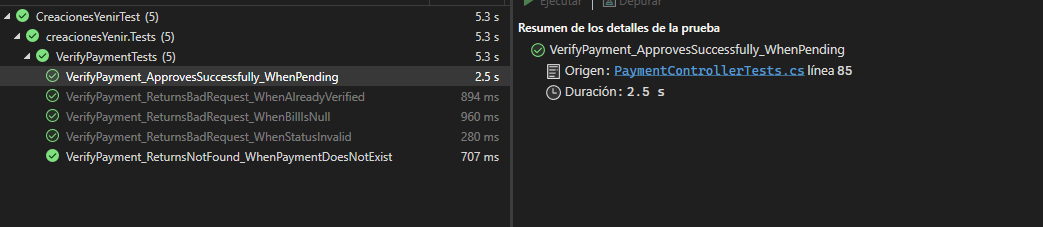 CreacionesYenirTest (5) 5.3 s
creacionesYenir.Tests (5) 5.3 s
VerifyPaymentTests (5) 5.3 s
VerifyPayment_ApprovesSuccessfully_WhenPending 2.5 s
VerifyPayment_ReturnsBadRequest_WhenAlreadyVerified 894 ms
VerifyPayment_ReturnsBadRequest_WhenBillIsNull 960 ms
VerifyPayment_ReturnsBadRequest_WhenStatusInvalid 280 ms
VerifyPayment_ReturnsNotFound_WhenPaymentDoesNotExist 707 ms
Ejecutar Depurar
Resumen de los detalles de la prueba
VerifyPayment_ApprovesSuccessfully_WhenPending
Origen: PaymentControllerTests.cs línea 85
Duración: 2.5 s